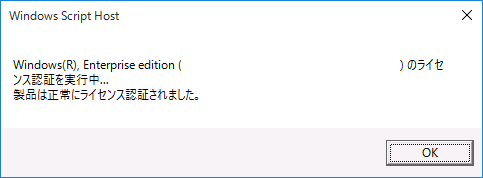 Windows Script Host
Windows(R), Enterprise edition ( ) のライセ
ンス認証を実行中...
製品は正常にライセンス認証されました。
OK